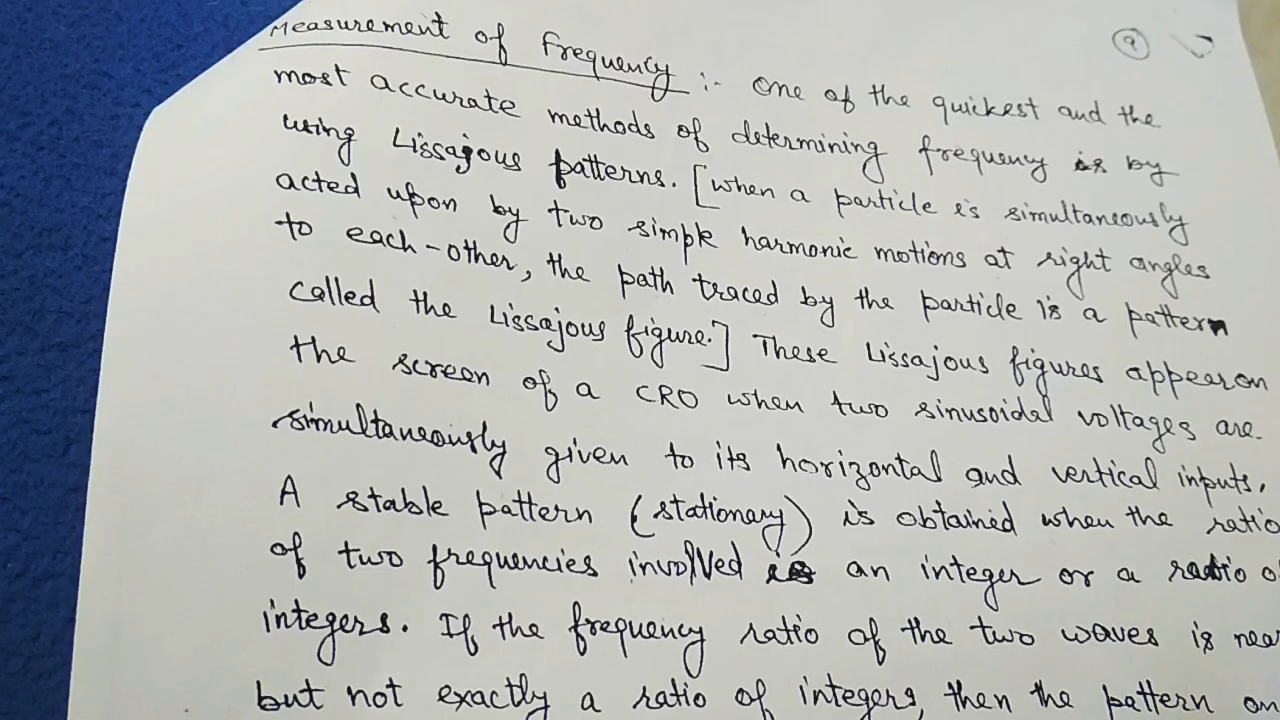 Measurement of Frequency :- One of the quickest and the
most accurate methods of determining frequency is by
using Lissajous patterns. [when a particle is simultaneously
acted upon by two simple harmonic motions at right angles
to each-other, the path traced by the particle is a pattern
called the Lissajous figure.] These Lissajous figures appear on
the screen of a CRO when two sinusoidal voltages are
simultaneously given to its horizontal and vertical inputs.
A stable pattern (stationary) is obtained when the ratio
of two frequencies involved is an integer or a ratio o
integers. If the frequency ratio of the two waves is near
but not exactly a ratio of integers, then the pattern on
9